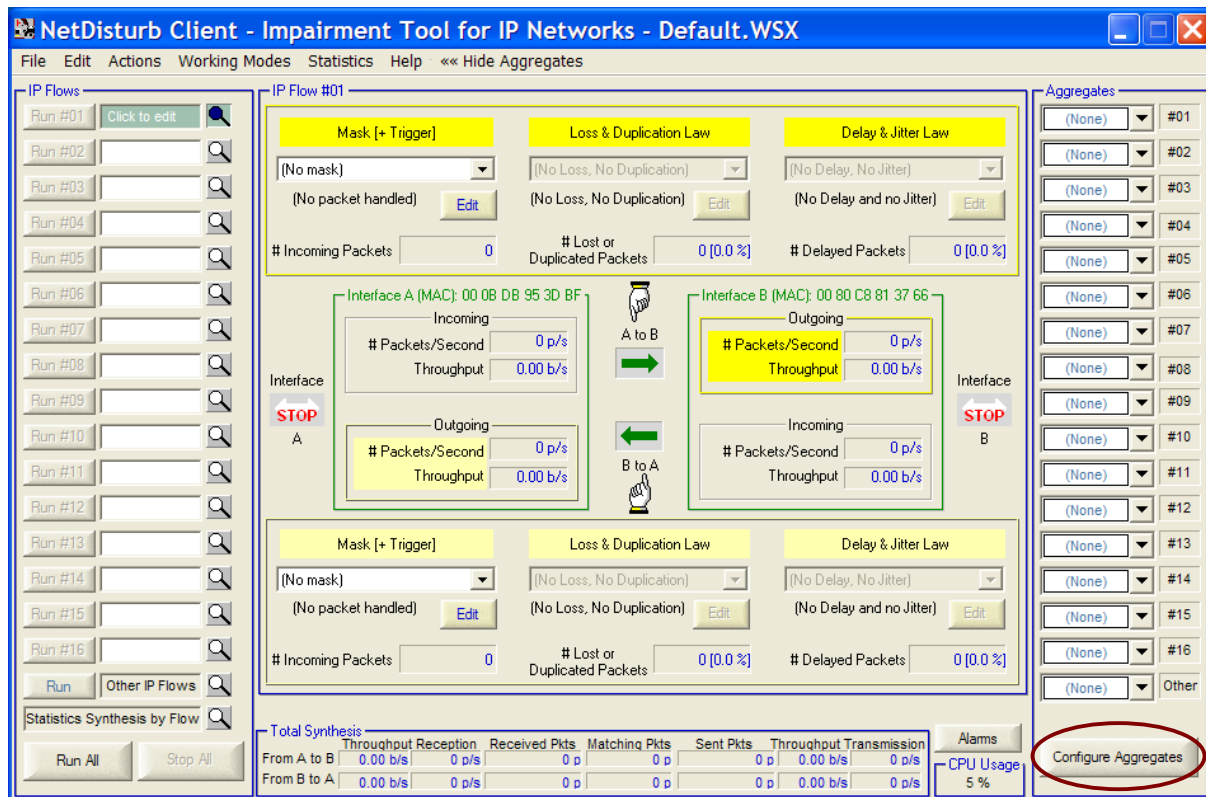 NetDisturb Client - Impairment Tool for IP Networks - Default.WSX
File Edit Actions Working Modes Statistics Help «« Hide Aggregates
IP Flows
Run #01 Click to edit
Run #02
Run #03
Run #04
Run #05
Run #06
Run #07
Run #08
Run #09
Run #10
Run #11
Run #12
Run #13
Run #14
Run #15
Run #16
Run Other IP Flows
Statistics Synthesis by Flow
Run All Stop All
IP Flow #01
Mask [+ Trigger] Loss & Duplication Law Delay & Jitter Law
(No mask) (No Loss, No Duplication) (No Delay, No Jitter)
(No packet handled) Edit (No Loss, No Duplication) Edit (No Delay and no Jitter) Edit
# Incoming Packets 0 # Lost or Duplicated Packets 0 [0.0 %] # Delayed Packets 0 [0.0 %]
Interface A (MAC): 00 0B DB 95 3D BF
Incoming
# Packets/Second 0 p/s
Throughput 0.00 b/s
Interface
STOP
A
Outgoing
# Packets/Second 0 p/s
Throughput 0.00 b/s
A to B
B to A
Interface B (MAC): 00 80 C8 81 37 66
Outgoing
# Packets/Second 0 p/s
Throughput 0.00 b/s
Interface
STOP
B
Incoming
# Packets/Second 0 p/s
Throughput 0.00 b/s
Mask [+ Trigger] Loss & Duplication Law Delay & Jitter Law
(No mask) (No Loss, No Duplication) (No Delay, No Jitter)
(No packet handled) Edit (No Loss, No Duplication) Edit (No Delay and no Jitter) Edit
# Incoming Packets 0 # Lost or Duplicated Packets 0 [0.0 %] # Delayed Packets 0 [0.0 %]
Total Synthesis
Throughput Reception Received Pkts Matching Pkts Sent Pkts Throughput Transmission
From A to B 0.00 b/s 0 p/s 0 p 0 p 0 p 0.00 b/s 0 p/s
From B to A 0.00 b/s 0 p/s 0 p 0 p 0 p 0.00 b/s 0 p/s
Alarms
CPU Usage
5 %
Aggregates
(None) #01
(None) #02
(None) #03
(None) #04
(None) #05
(None) #06
(None) #07
(None) #08
(None) #09
(None) #10
(None) #11
(None) #12
(None) #13
(None) #14
(None) #15
(None) #16
(None) Other
Configure Aggregates